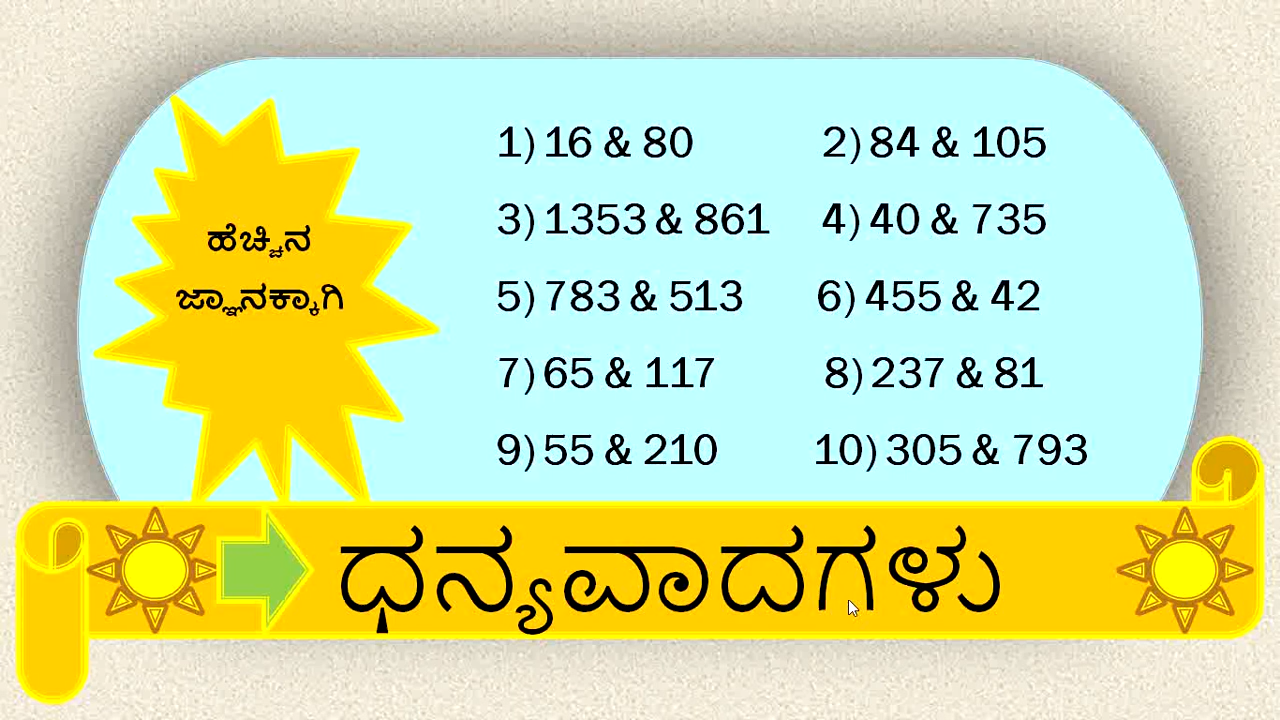 ಹೆಚ್ಚಿನ
ಜ್ಞಾನಕ್ಕಾಗಿ
1) 16 & 80 2) 84 & 105
3) 1353 & 861 4) 40 & 735
5) 783 & 513 6) 455 & 42
7) 65 & 117 8) 237 & 81
9) 55 & 210 10) 305 & 793
ಧನ್ಯವಾದಗಳು